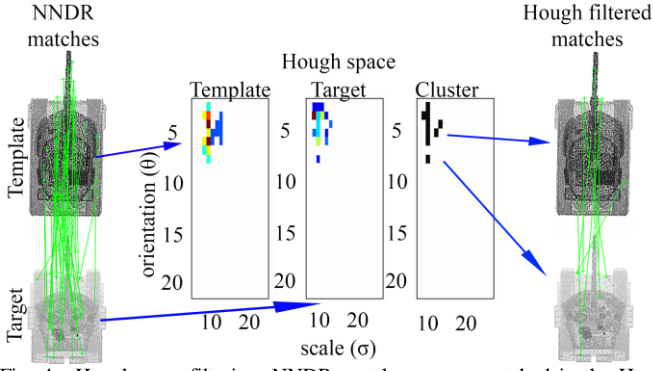 NNDR
matches
Hough filtered
matches
Hough space
Template
Target
Cluster
Template
Target
orientation (θ)
5
10
15
20
5
10
15
20
5
10
15
20
10 20
10 20
10 20
scale (σ)